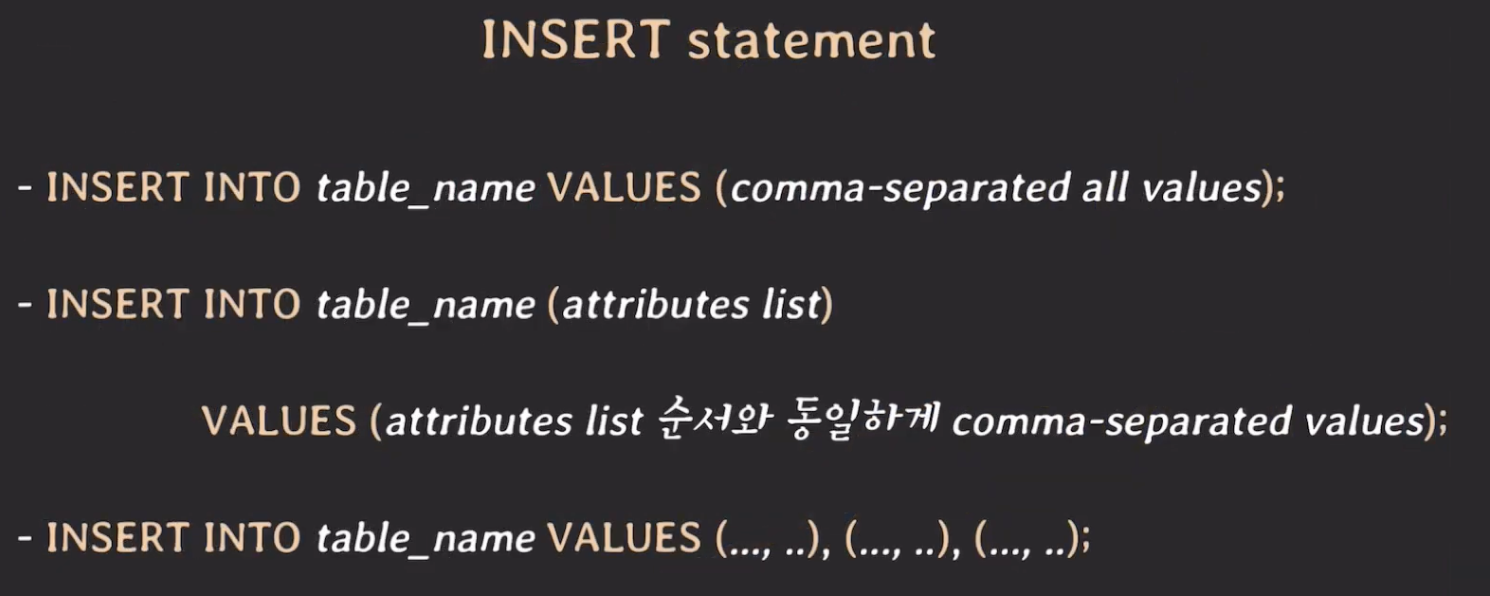 INSERT statement
- INSERT INTO table_name VALUES (comma-separated all values);
- INSERT INTO table_name (attributes list)
VALUES (attributes list 순서와 동일하게 comma-separated values);
- INSERT INTO table_name VALUES (..., ..), (..., ..), (..., ..);